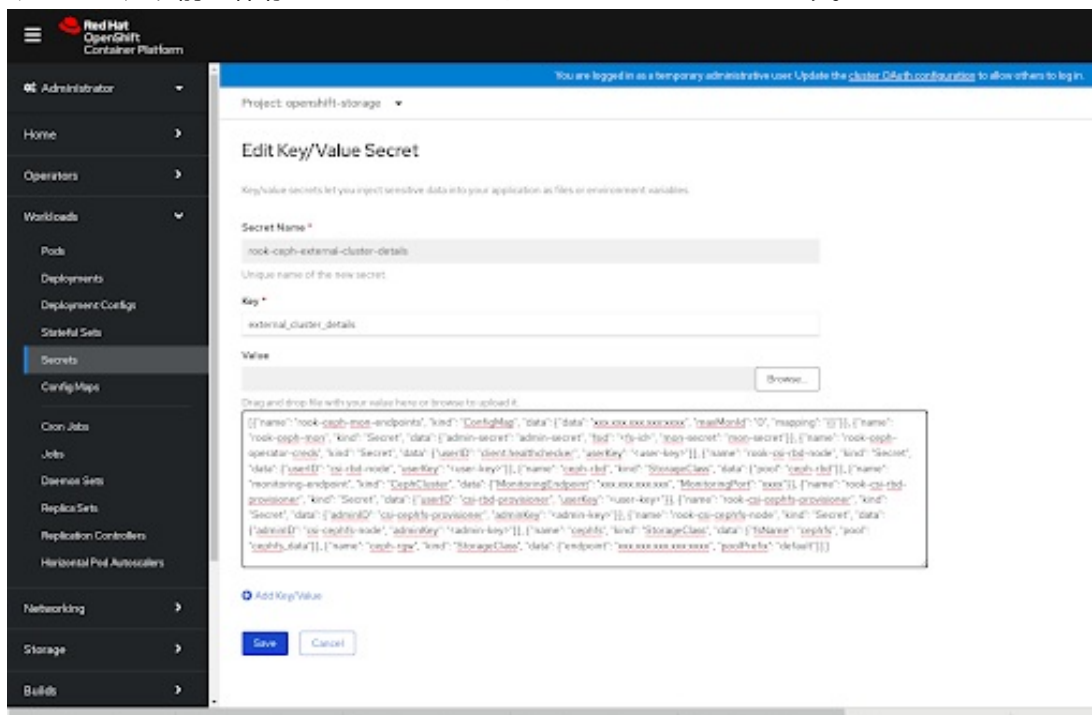 Red Hat
OpenShift
Container Platform
Administrator
Home
Operators
Workloads
Pods
Deployments
Deployment Configs
Stateful Sets
Secrets
Config Maps
Cron Jobs
Jobs
Daemon Sets
Replica Sets
Replication Controllers
Horizontal Pod Autoscalers
Networking
Storage
Builds
You are logged in as a temporary administrative user. Update the cluster OAuth configuration to allow others to log in.
Project: openshift-storage
Edit Key/Value Secret
Key/value secrets let you inject sensitive data into your application as files or environment variables.
Secret Name *
rook-ceph-external-cluster-details
Unique name of the new secret.
Key *
external_cluster_details
Value
Browse...
Drag and drop file with your value here or browse to upload it.
[{"name": "rook-ceph-mon-endpoints", "kind": "ConfigMap", "data": {"data": "xxx.xxx.xxx.xxx:xxxx", "maxMonId": "0", "mapping": "{}"}}, {"name":
"rook-ceph-mon", "kind": "Secret", "data": {"admin-secret": "admin-secret", "fsid": "<fs-id>", "mon-secret": "mon-secret"}}, {"name": "rook-ceph-
operator-creds", "kind": "Secret", "data": {"userID": "client.healthchecker", "userKey": "<user-key>"}}, {"name": "rook-csi-rbd-node", "kind": "Secret",
"data": {"userID": "csi-rbd-node", "userKey": "<user-key>"}}, {"name": "ceph-rbd", "kind": "StorageClass", "data": {"pool": "ceph-rbd"}}, {"name":
"monitoring-endpoint", "kind": "CephCluster", "data": {"MonitoringEndpoint": "xxx.xxx.xxx.xxx", "MonitoringPort": "xxxx"}}, {"name": "rook-csi-rbd-
provisioner", "kind": "Secret", "data": {"userID": "csi-rbd-provisioner", "userKey": "<user-key>"}}, {"name": "rook-csi-cephfs-provisioner", "kind":
"Secret", "data": {"adminID": "csi-cephfs-provisioner", "adminKey": "<admin-key>"}}, {"name": "rook-csi-cephfs-node", "kind": "Secret", "data":
{"adminID": "csi-cephfs-node", "adminKey": "<admin-key>"}}, {"name": "cephfs", "kind": "StorageClass", "data": {"fsName": "cephfs", "pool":
"cephfs_data"}}, {"name": "ceph-rgw", "kind": "StorageClass", "data": {"endpoint": "xxx.xxx.xxx.xxx:xxxx", "poolPrefix": "default"}}]
Add Key/Value
Save
Cancel